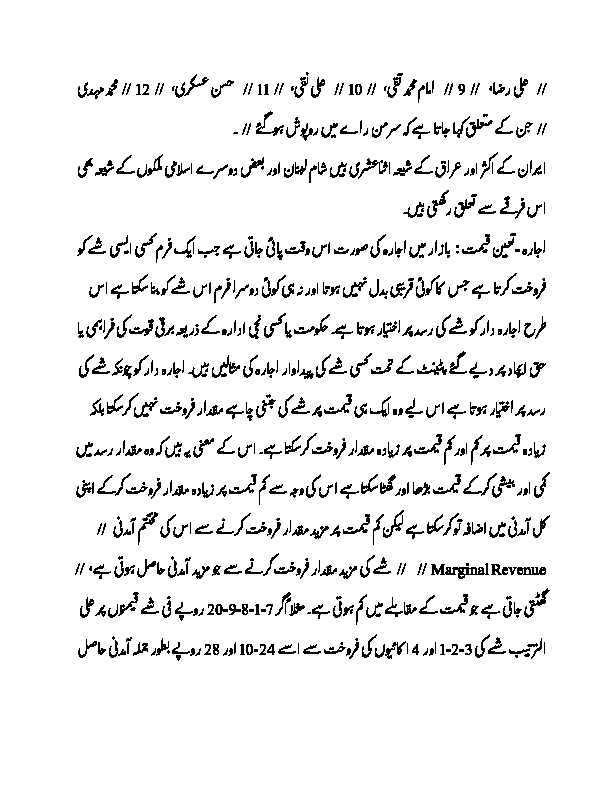 // علی رضا، // 9 // امام محمد تقی، // 10 // علی نقی، // 11 // حسن عسکری، // 12 // محمد مہدی
// جن کے متعلق کہا جاتا ہے کہ سرمن رائے میں روپوش ہو گئے // ۔
ایران کے اکثر اور عراق کے شیعہ اثنا عشری ہیں شام لبنان اور بعض دوسرے اسلامی ملکوں کے شیعہ بھی
اس فرقے سے تعلق رکھتی ہیں۔
اجارہ۔تعین قیمت : بازار میں اجارہ کی صورت اس وقت پائی جاتی ہے جب ایک فرم کسی ایسی شے کو
فروخت کرتا ہے جس کا کوئی قریبی بدل نہیں ہوتا اور نہ ہی کوئی دوسرا فرم اس شے کو بنا سکتا ہے اس
طرح اجارہ دار کو شے کی رسد پر اختیار ہوتا ہے۔ حکومت یا کسی نجی ادارہ کے ذریعہ برقی قوت کی فراہمی یا
حق ایجاد پر دیے گئے پیٹینٹ کے تحت کسی شے کی پیداوار اجارہ کی مثالیں ہیں۔ اجارہ دار کو چونکہ شے کی
رسد پر اختیار ہوتا ہے اس لیے وہ ایک ہی قیمت پر شے کی جتنی چاہے مقدار فروخت نہیں کر سکتا بلکہ
زیادہ قیمت پر کم اور کم قیمت پر زیادہ مقدار فروخت کر سکتا ہے۔ اس کے معنی یہ ہیں کہ وہ مقدار رسد میں
کمی اور بیشی کر کے قیمت بڑھا اور گھٹا سکتا ہے اس کی وجہ سے کم قیمت پر زیادہ مقدار فروخت کر کے اپنی
کل آمدنی میں اضافہ تو کر سکتا ہے لیکن کم قیمت پر مزید مقدار فروخت کرنے سے اس کی مختتم آمدنی //
Marginal Revenue // // شے کی مزید مقدار فروخت کرنے سے جو مزید آمدنی حاصل ہوتی ہے، //
گھٹتی جاتی ہے جو قیمت کے مقابلے میں کم ہوتی ہے۔ مثلاً اگر 7-1-8-9-20 روپے فی شے قیمتوں پر علی
الترتیب شے کی 3-2-1 اور 4 اکائیوں کی فروخت سے اسے 24-10 اور 28 روپے بطور جملہ آمدنی حاصل